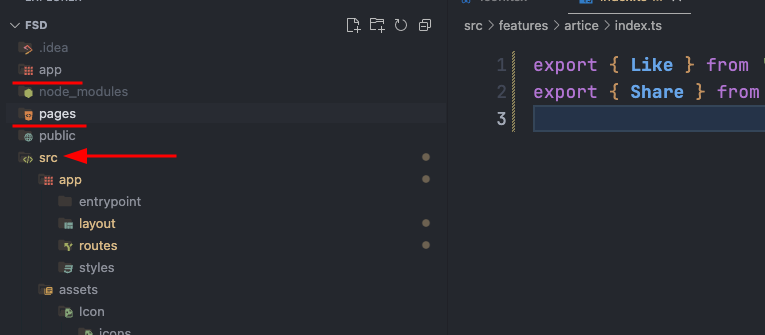 FSD
.idea
app
node_modules
pages
public
src
app
entrypoint
layout
routes
styles
assets
Icon
icons
src > features > artice > index.ts
1 export { Like } from
2 export { Share } from
3